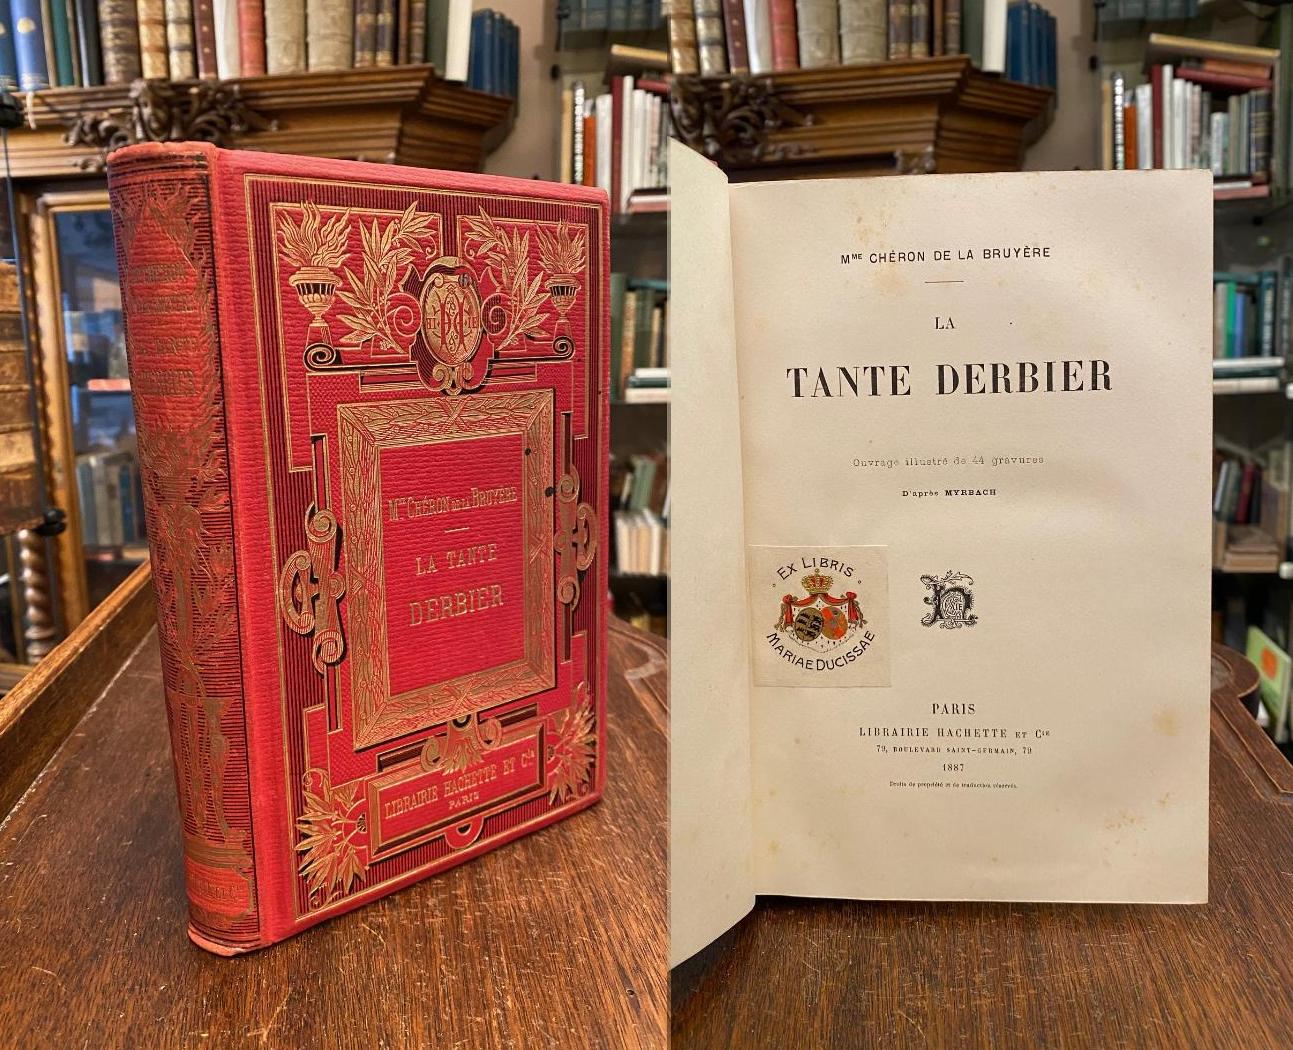 Mme CHÉRON DE LA BRUYÈRE
LA TANTE
DERBIER
LIBRAIRIE HACHETTE ET Cie
PARIS
MME CHÉRON DE LA BRUYÈRE
LA
TANTE DERBIER
Ouvrage illustré de 44 gravures
D'après MYRBACH
EX LIBRIS
MARIAE DUCISSAE
PARIS
LIBRAIRIE HACHETTE ET CIE
79, BOULEVARD SAINT-GERMAIN, 79
1887
Droits de propriété et de traduction réservés.